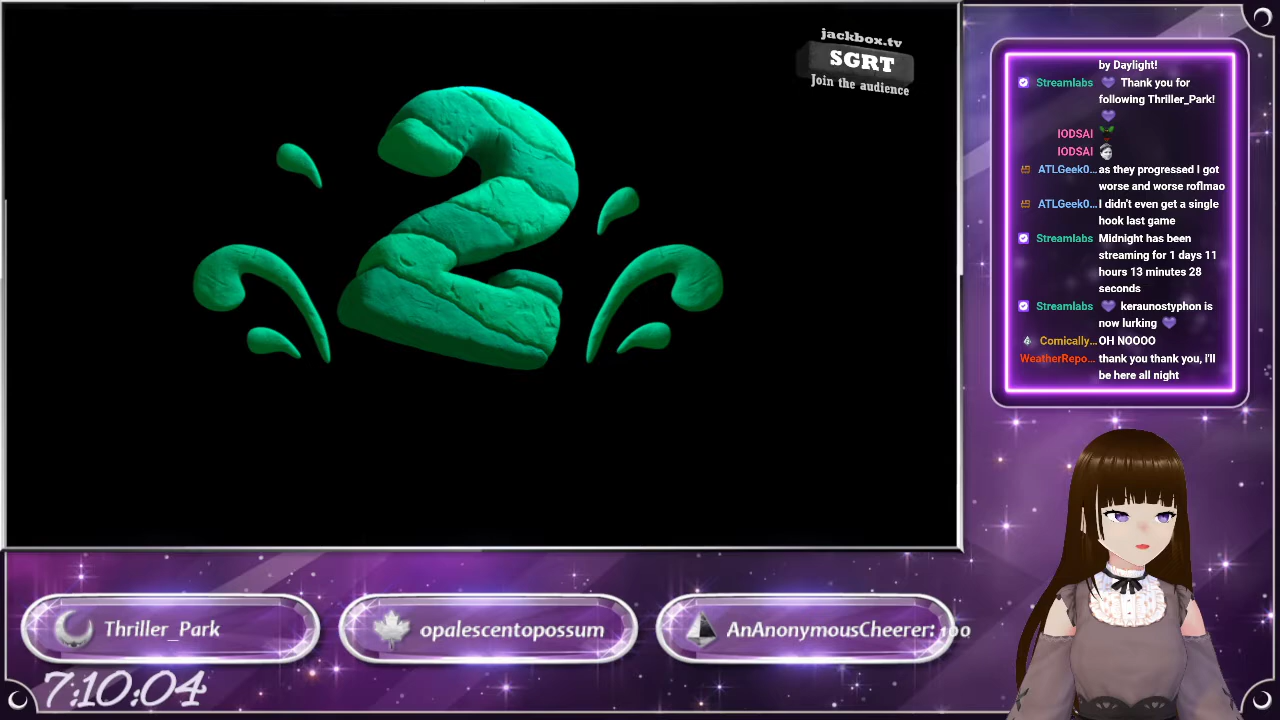 jackbox.tv
SGRT
Join the audience
2
by Daylight!
Streamlabs 💜 Thank you for
following Thriller_Park!
💜
IODSAI
IODSAI
ATLGeek0... as they progressed I got
worse and worse roflmao
ATLGeek0... I didn't even get a single
hook last game
Streamlabs Midnight has been
streaming for 1 days 11
hours 13 minutes 28
seconds
Streamlabs 💜 keraunostyphon is
now lurking 💜
Comically... OH NOOOO
WeatherRepo... thank you thank you, i'll
be here all night
Thriller_Park
opalescentopossum
AnAnonymousCheerer: 100
7:10:04